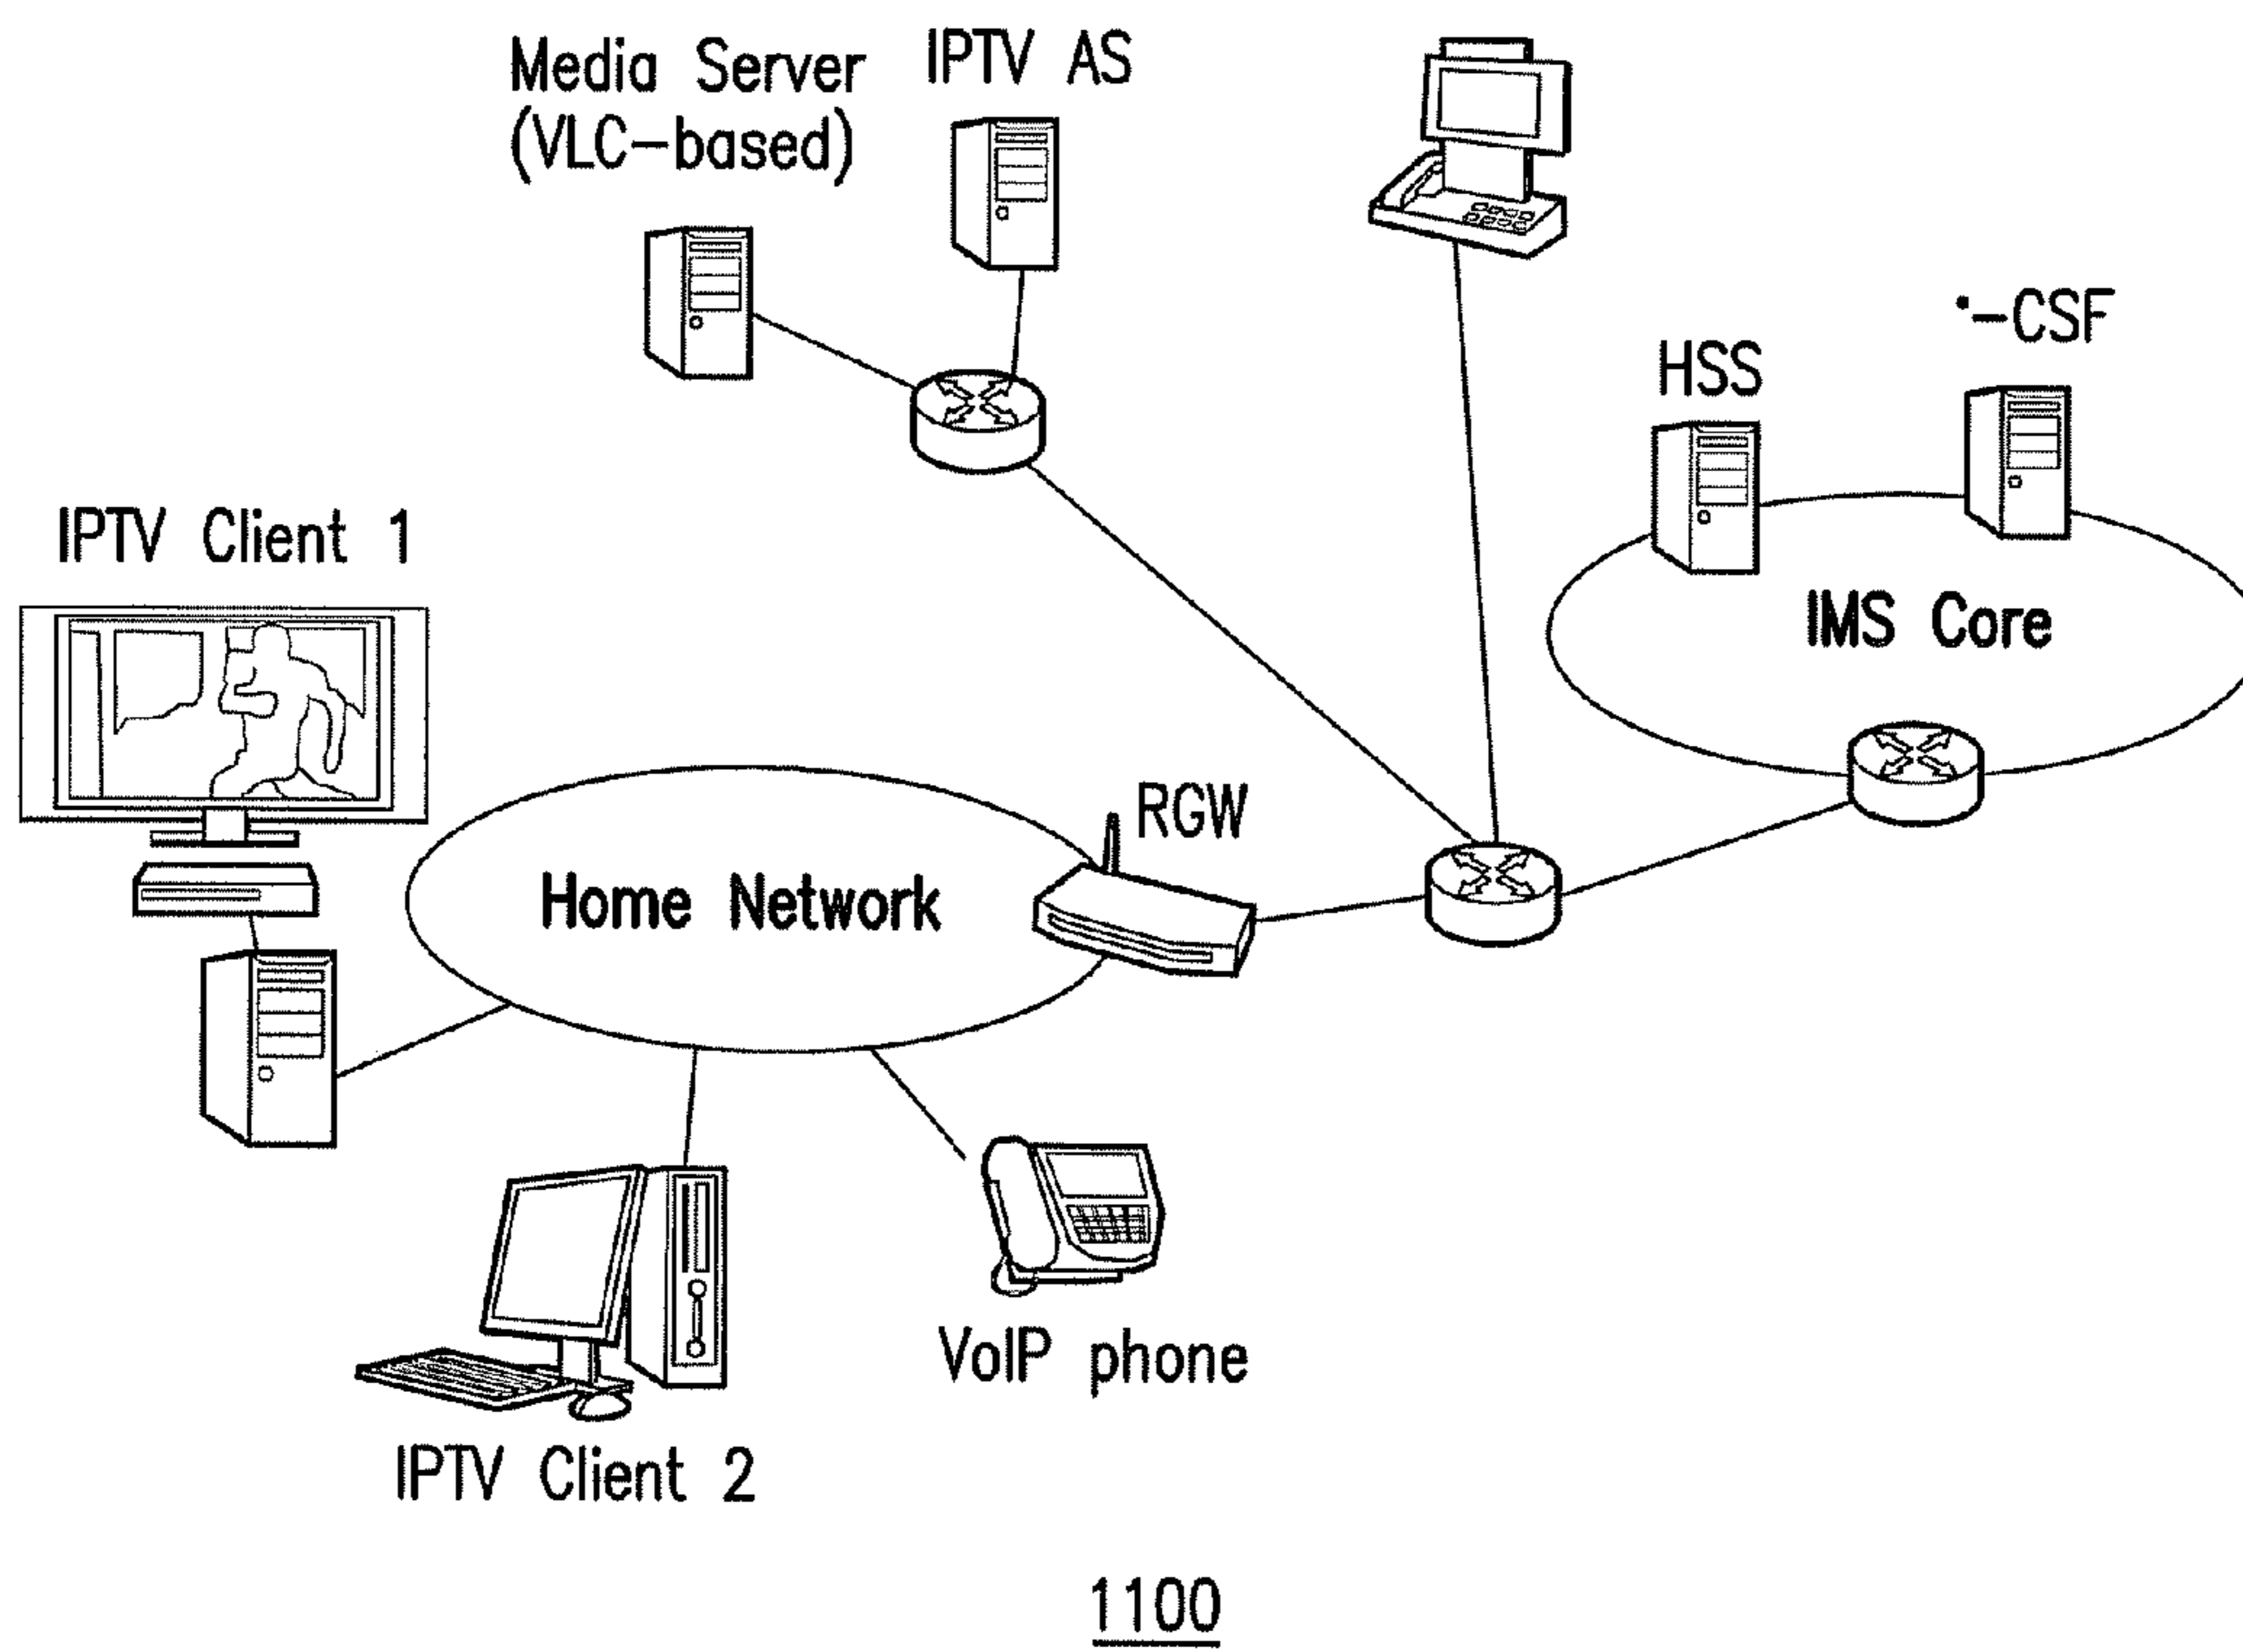 Media Server
(VLC-based)
IPTV AS
HSS
*-CSF
IPTV Client 1
IMS Core
RGW
Home Network
VoIP phone
IPTV Client 2
1100